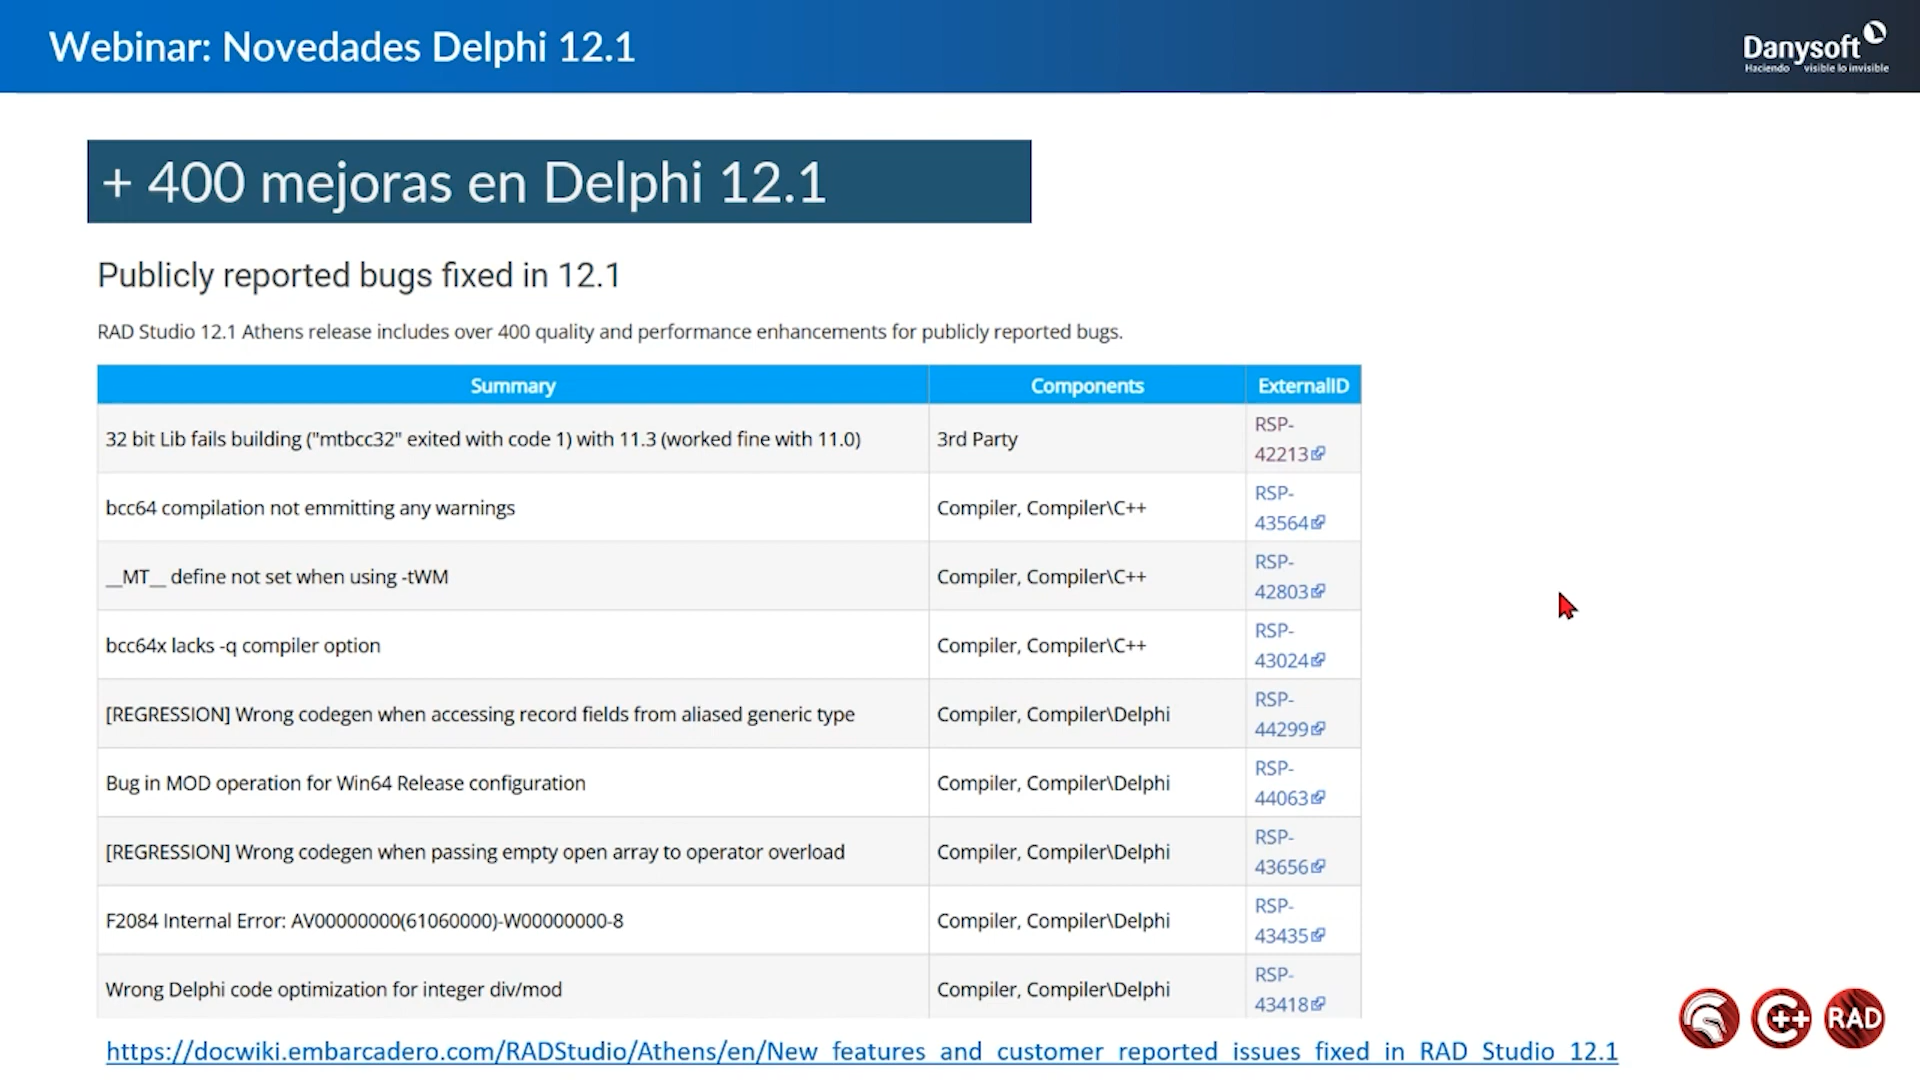 Webinar: Novedades Delphi 12.1
Danysoft
Haciendo visible lo invisible
+ 400 mejoras en Delphi 12.1
Publicly reported bugs fixed in 12.1
RAD Studio 12.1 Athens release includes over 400 quality and performance enhancements for publicly reported bugs.
Summary Components ExternalID
32 bit Lib fails building ("mtbcc32" exited with code 1) with 11.3 (worked fine with 11.0) 3rd Party RSP-
42213
bcc64 compilation not emmitting any warnings Compiler, Compiler\C++ RSP-
43564
__MT__ define not set when using -tWM Compiler, Compiler\C++ RSP-
42803
bcc64x lacks -q compiler option Compiler, Compiler\C++ RSP-
43024
[REGRESSION] Wrong codegen when accessing record fields from aliased generic type Compiler, Compiler\Delphi RSP-
44299
Bug in MOD operation for Win64 Release configuration Compiler, Compiler\Delphi RSP-
44063
[REGRESSION] Wrong codegen when passing empty open array to operator overload Compiler, Compiler\Delphi RSP-
43656
F2084 Internal Error: AV00000000(61060000)-W00000000-8 Compiler, Compiler\Delphi RSP-
43435
Wrong Delphi code optimization for integer div/mod Compiler, Compiler\Delphi RSP-
43418
https://docwiki.embarcadero.com/RADStudio/Athens/en/New_features_and_customer_reported_issues_fixed_in_RAD_Studio_12.1
C++ RAD